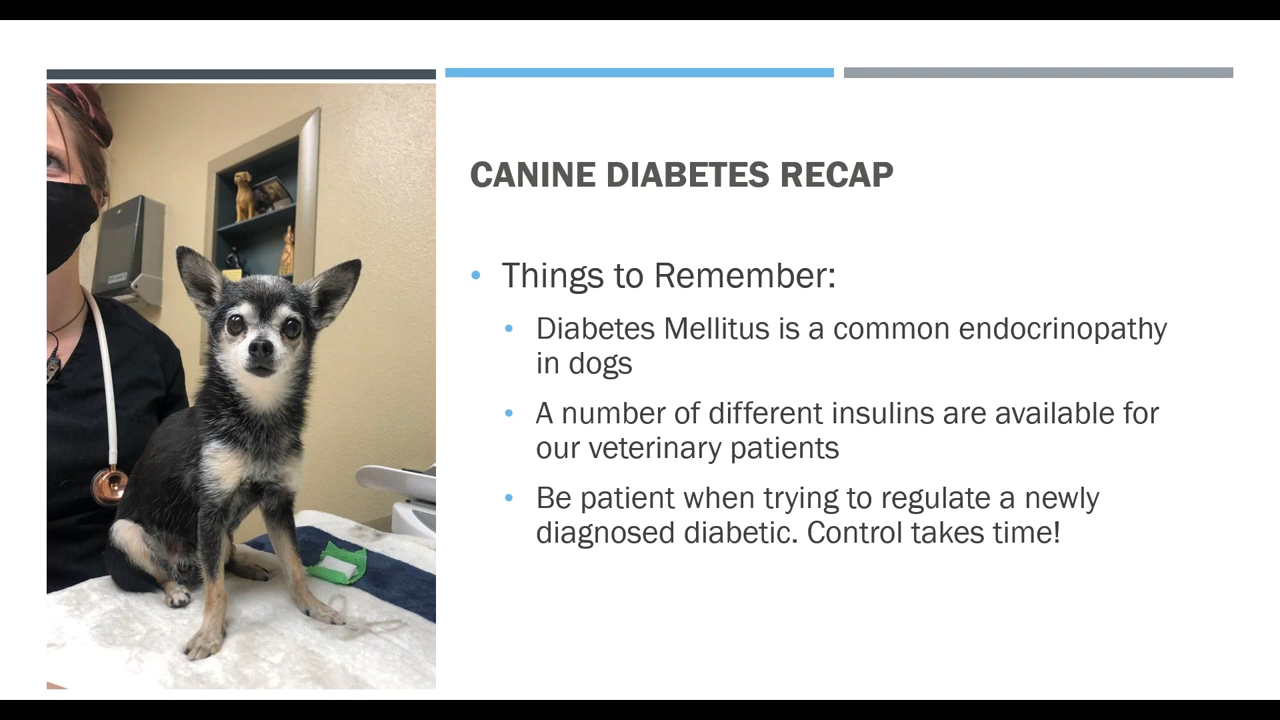 CANINE DIABETES RECAP
• Things to Remember:
• Diabetes Mellitus is a common endocrinopathy
in dogs
• A number of different insulins are available for
our veterinary patients
• Be patient when trying to regulate a newly
diagnosed diabetic. Control takes time!